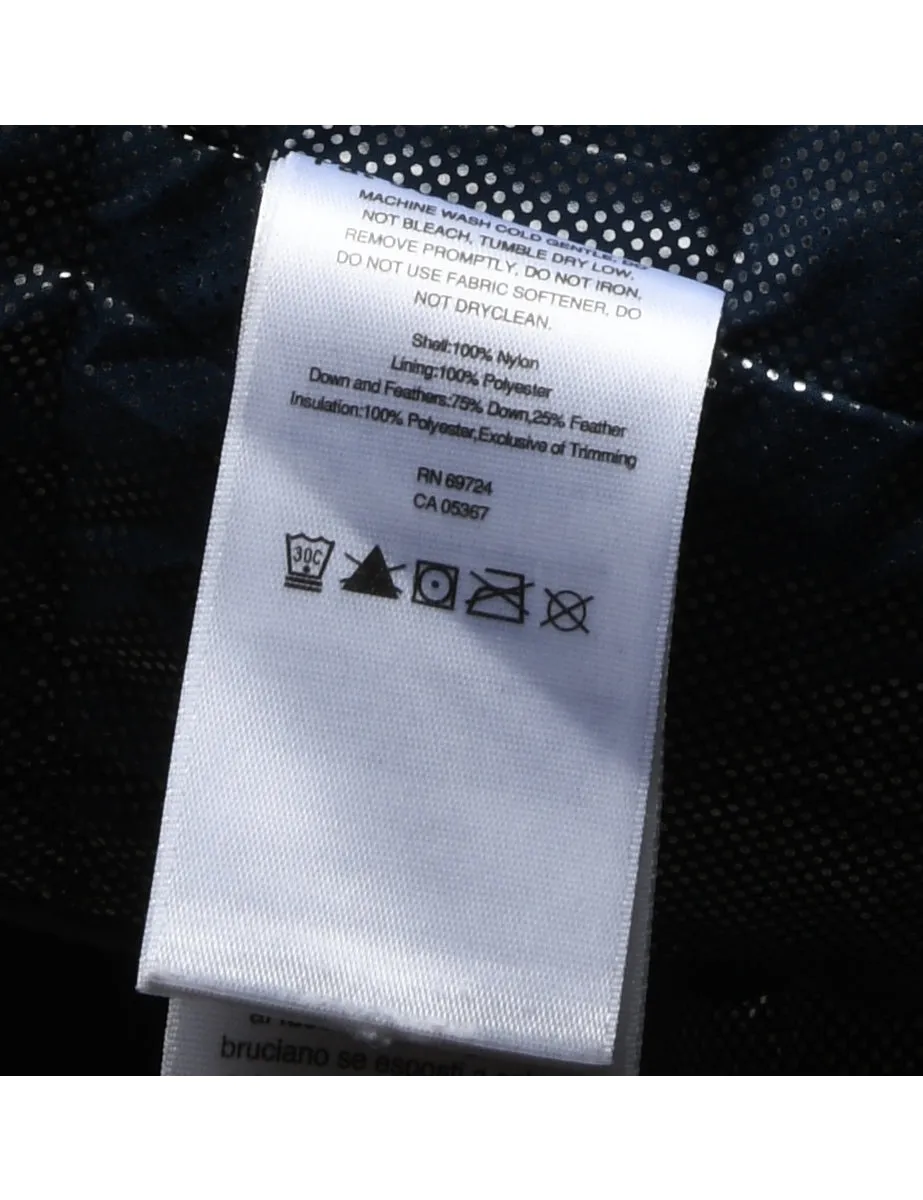 MACHINE WASH COLD GENTLE, DO
NOT BLEACH, TUMBLE DRY LOW,
REMOVE PROMPTLY, DO NOT IRON,
DO NOT USE FABRIC SOFTENER, DO
NOT DRYCLEAN.
Shell:100% Nylon
Lining:100% Polyester
Down and Feathers:75% Down,25% Feather
Insulation:100% Polyester,Exclusive of Trimming
RN 69724
CA 05367
30C
bruciano se esposti a